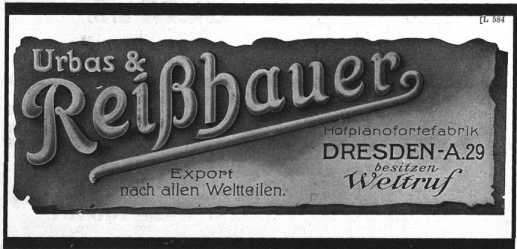 [L 584
Urbas &
Reißhauer
Hofpianofortefabrik
DRESDEN-A.29
besitzen
Weltruf
Export
nach allen Weltteilen.